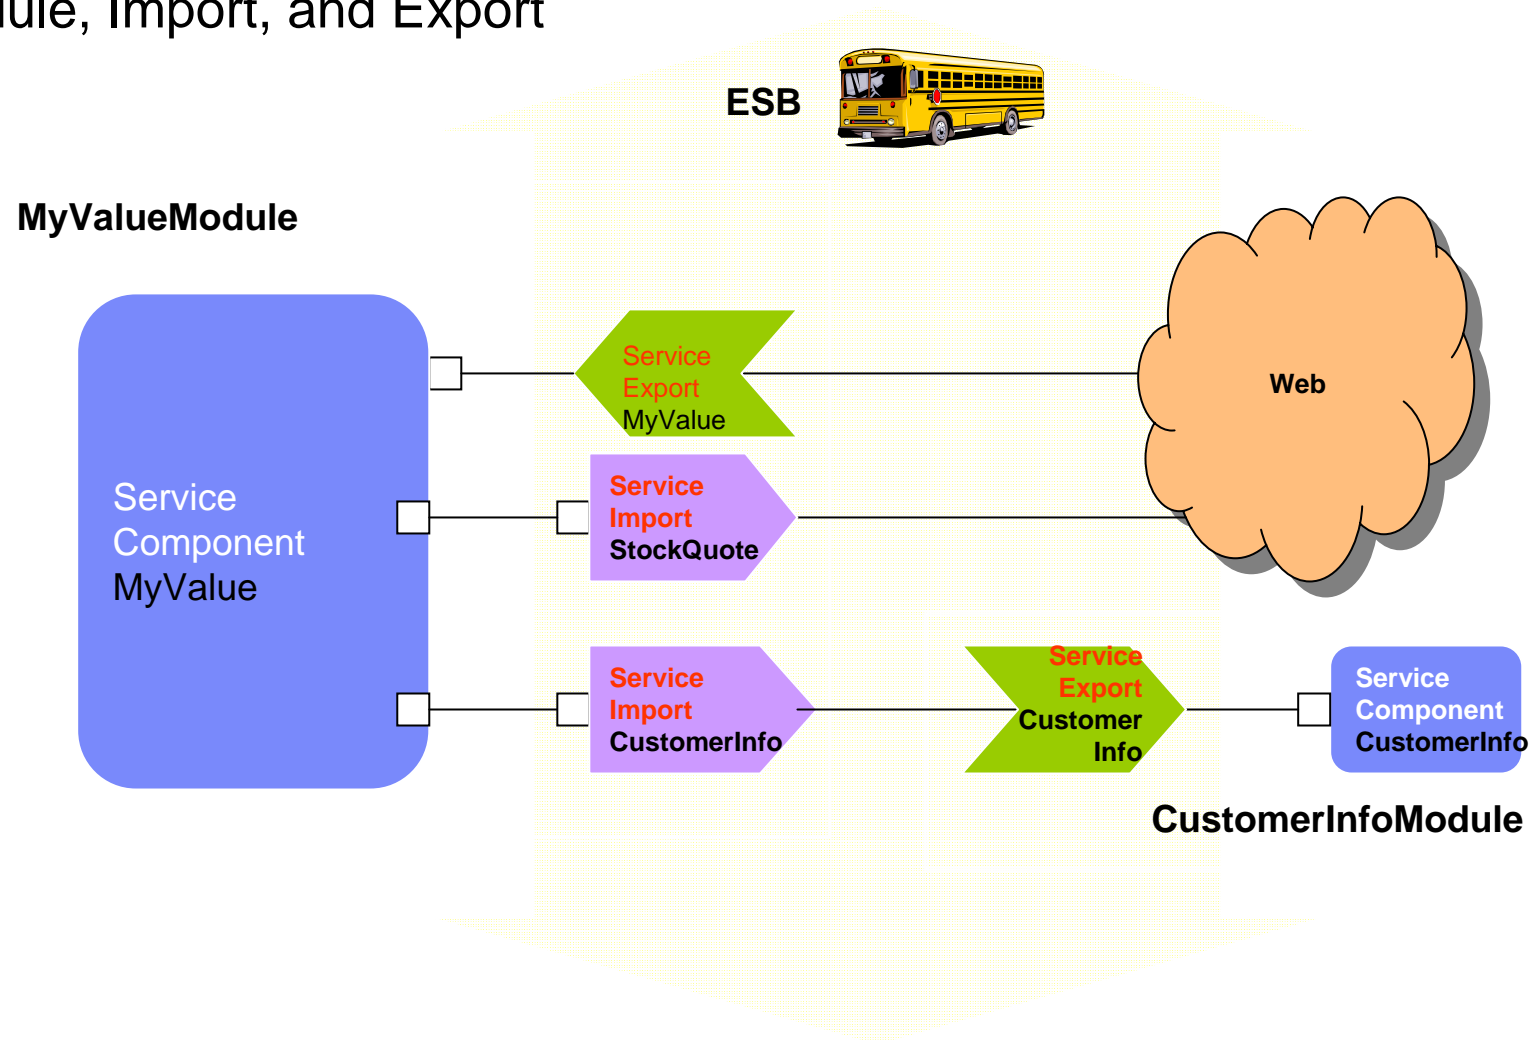 ule, Import, and Export
ESB
MyValueModule
Service
Export
MyValue
Web
Service
Component
MyValue
Service
Import
StockQuote
Service
Import
CustomerInfo
Service
Export
Customer
Info
Service
Component
CustomerInfo
CustomerInfoModule